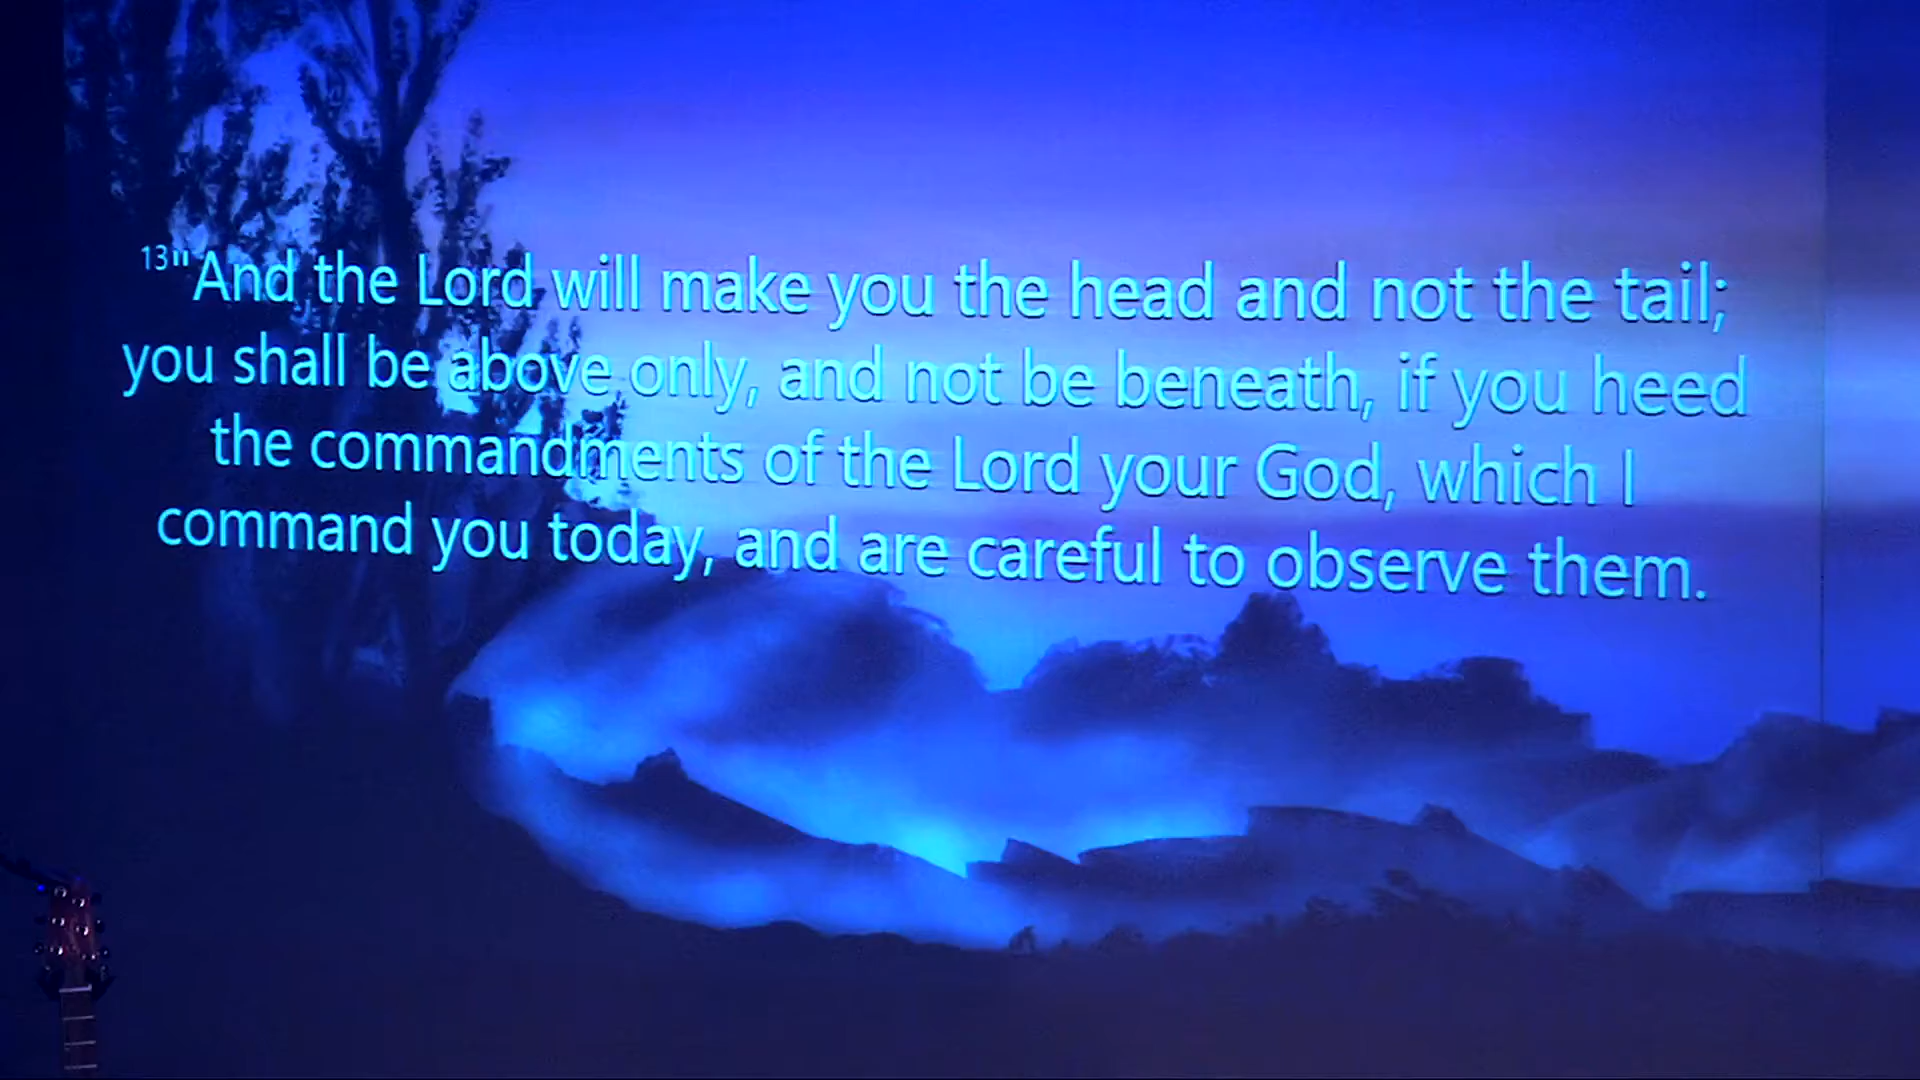 13"And the Lord will make you the head and not the tail;
you shall be above only, and not be beneath, if you heed
the commandments of the Lord your God, which I
command you today, and are careful to observe them.